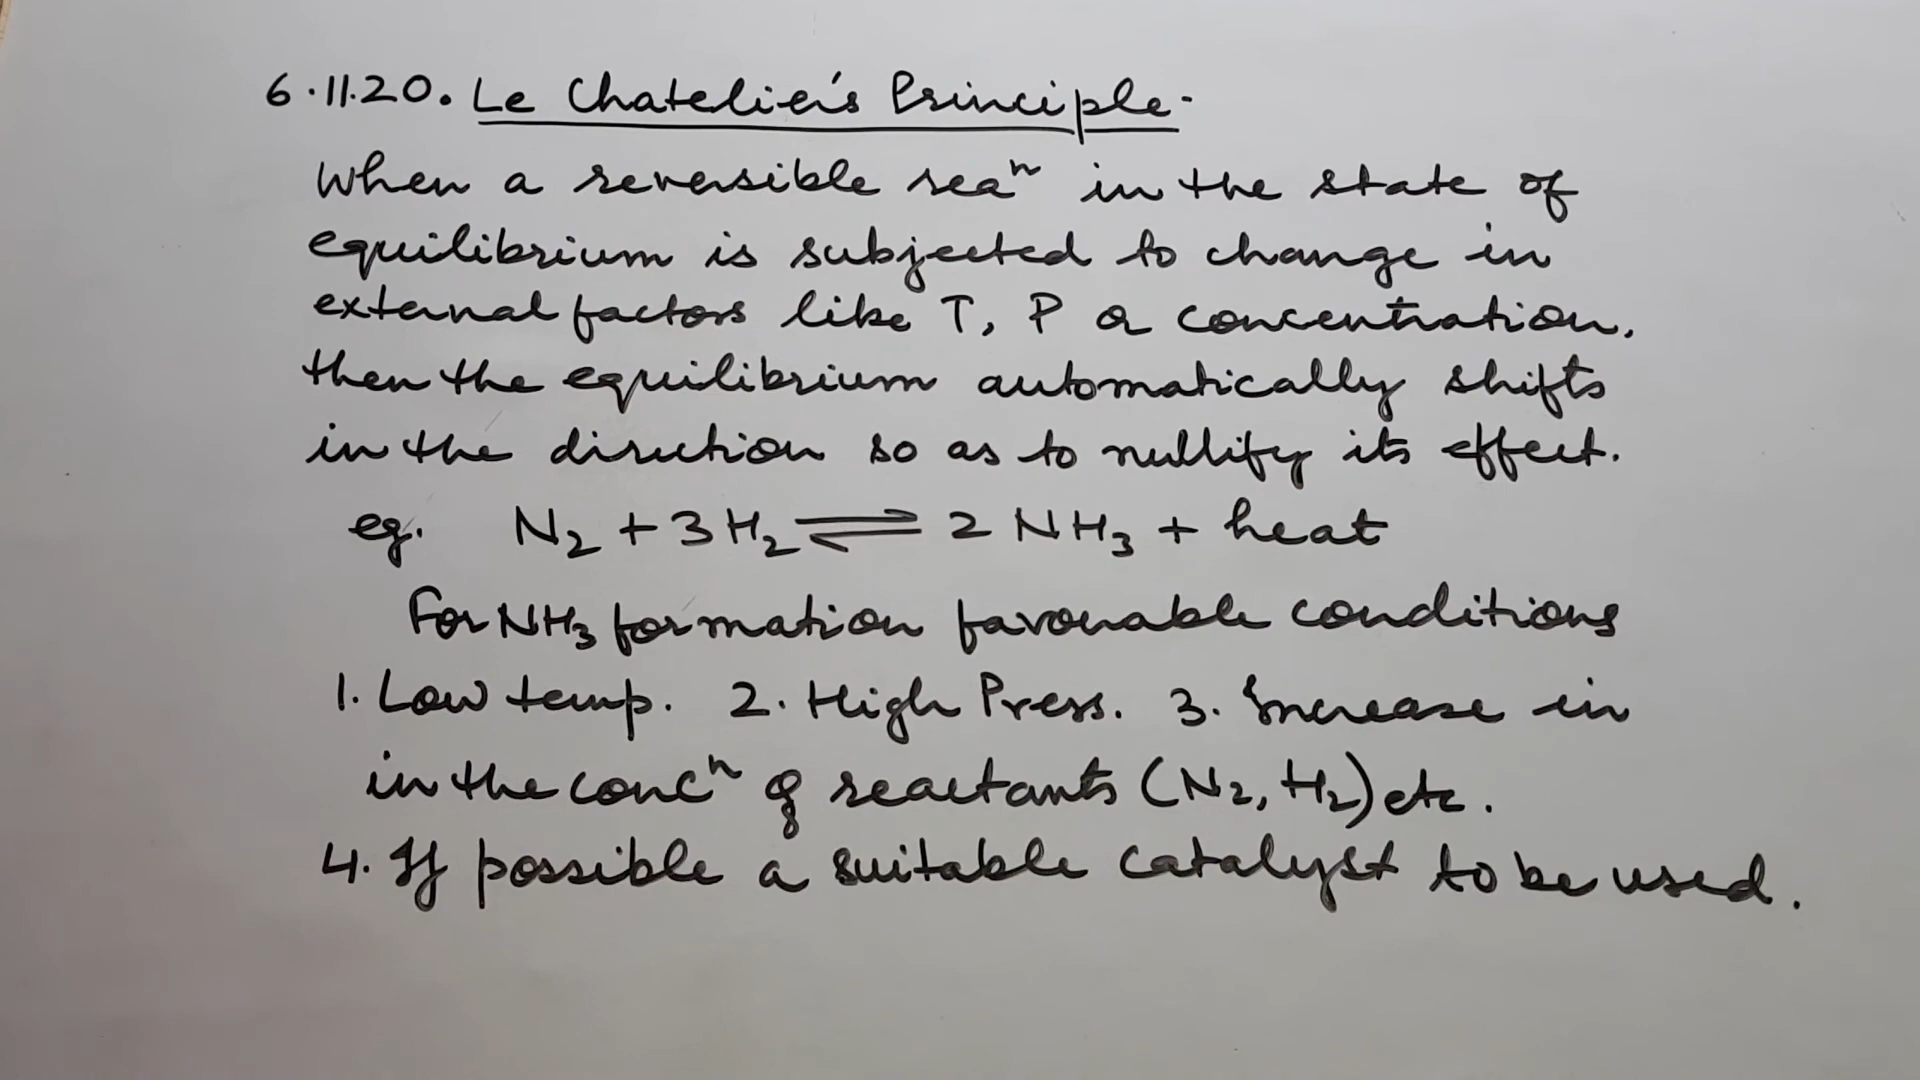 6.11.20. Le Chatelier's Principle.
When a reversible reaⁿ in the state of
equilibrium is subjected to change in
external factors like T, P or concentration,
then the equilibrium automatically shifts
in the direction so as to nullify its effect.
eg. N₂ + 3H₂ ⇌ 2NH₃ + heat
For NH₃ formation favourable conditions
1. Low temp. 2. High Press. 3. Increase in
in the concⁿ of reactants (N₂, H₂) etc.
4. If possible a suitable catalyst to be used.